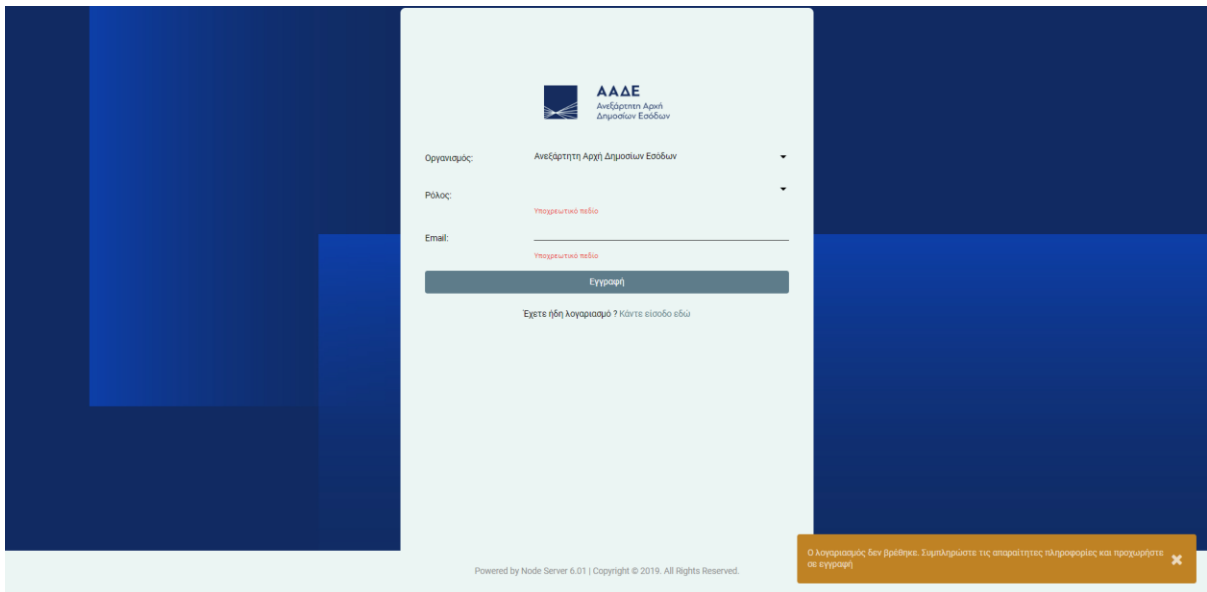 ΑΑΔΕ
Ανεξάρτητη Αρχή
Δημοσίων Εσόδων
Οργανισμός:
Ανεξάρτητη Αρχή Δημοσίων Εσόδων
Ρόλος:
Υποχρεωτικό πεδίο
Email:
Υποχρεωτικό πεδίο
Εγγραφή
Έχετε ήδη λογαριασμό ? Κάντε είσοδο εδώ
Ο λογαριασμός δεν βρέθηκε. Συμπληρώστε τις απαραίτητες πληροφορίες και προχωρήστε
σε εγγραφή
Powered by Node Server 6.01 | Copyright © 2019. All Rights Reserved.